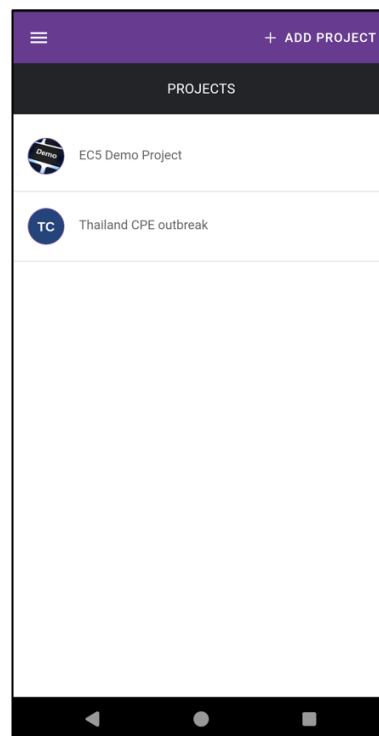 + ADD PROJECT
PROJECTS
Demo
EC5 Demo Project
TC
Thailand CPE outbreak